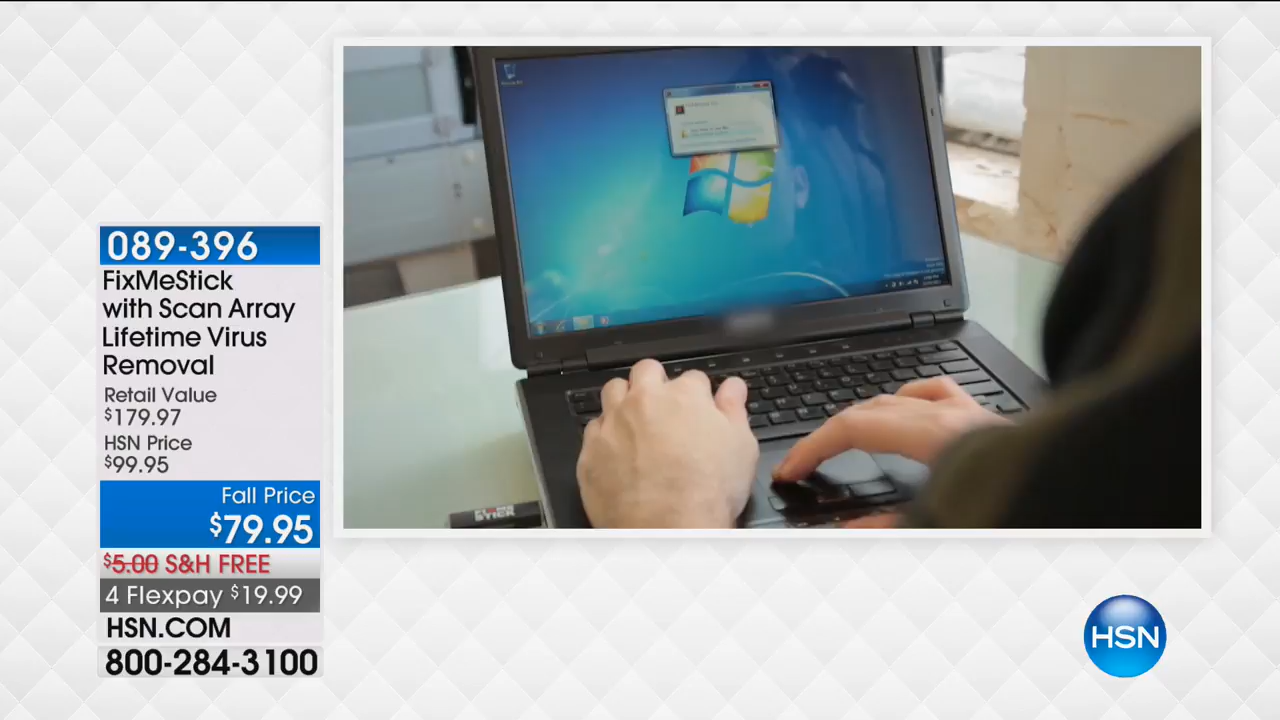 089-396
FixMeStick
with Scan Array
Lifetime Virus
Removal
Retail Value
$179.97
HSN Price
$99.95
Fall Price
$79.95
$5.00 S&H FREE
4 Flexpay $19.99
HSN.COM
800-284-3100
STICK
HSN